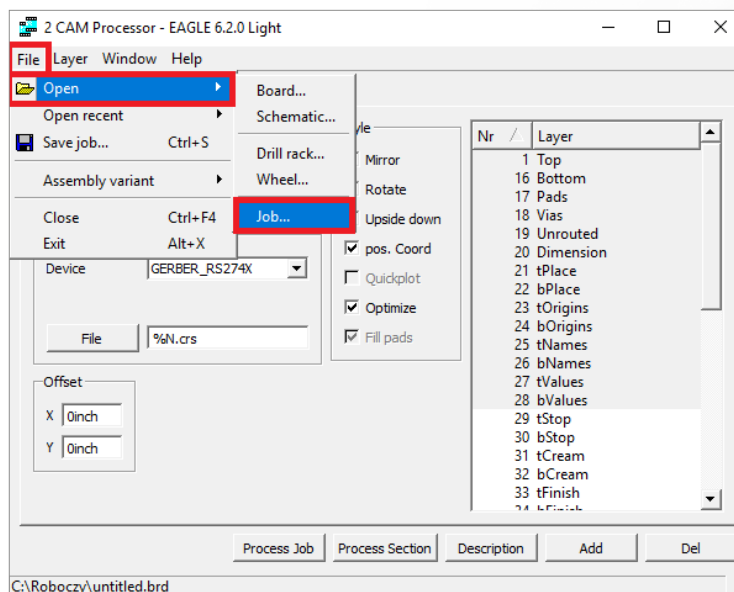 2 CAM Processor - EAGLE 6.2.0 Light
File Layer Window Help
Open
Open recent
Save job... Ctrl+S
Assembly variant
Close Ctrl+F4
Exit Alt+X
Board...
Schematic...
Drill rack...
Wheel...
Job...
Mirror
Rotate
Upside down
pos. Coord
Quickplot
Optimize
Fill pads
Device GERBER_RS274X
File %N.crs
Offset
X 0inch
Y 0inch
Nr Layer
1 Top
16 Bottom
17 Pads
18 Vias
19 Unrouted
20 Dimension
21 tPlace
22 bPlace
23 tOrigins
24 bOrigins
25 tNames
26 bNames
27 tValues
28 bValues
29 tStop
30 bStop
31 tCream
32 bCream
33 tFinish
Process Job Process Section Description Add Del
C:\Roboczy\untitled.brd